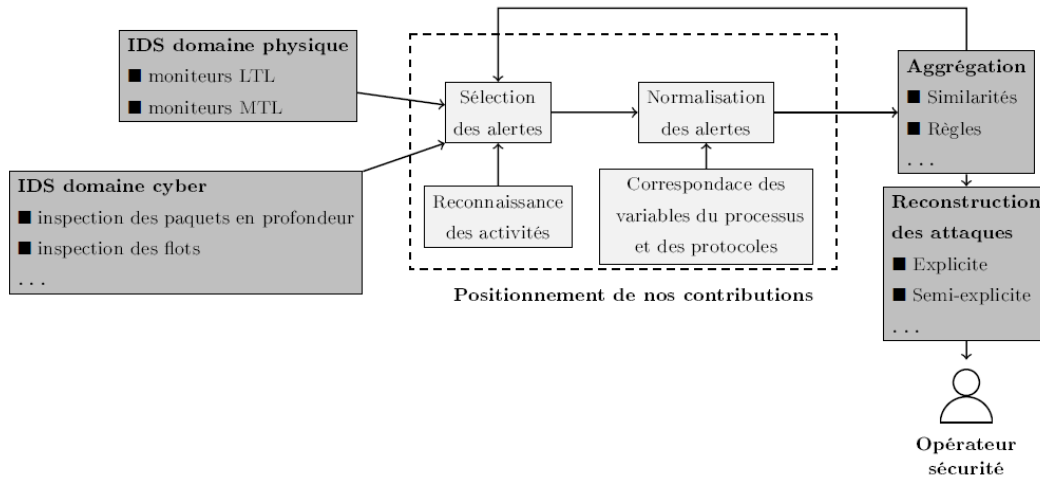 IDS domaine physique
■ moniteurs LTL
■ moniteurs MTL
IDS domaine cyber
■ inspection des paquets en profondeur
■ inspection des flots
. . .
Sélection
des alertes
Normalisation
des alertes
Reconnaissance
des activités
Correspondace des
variables du processus
et des protocoles
Positionnement de nos contributions
Aggrégation
■ Similarités
■ Règles
. . .
Reconstruction
des attaques
■ Explicite
■ Semi-explicite
. . .
Opérateur
sécurité